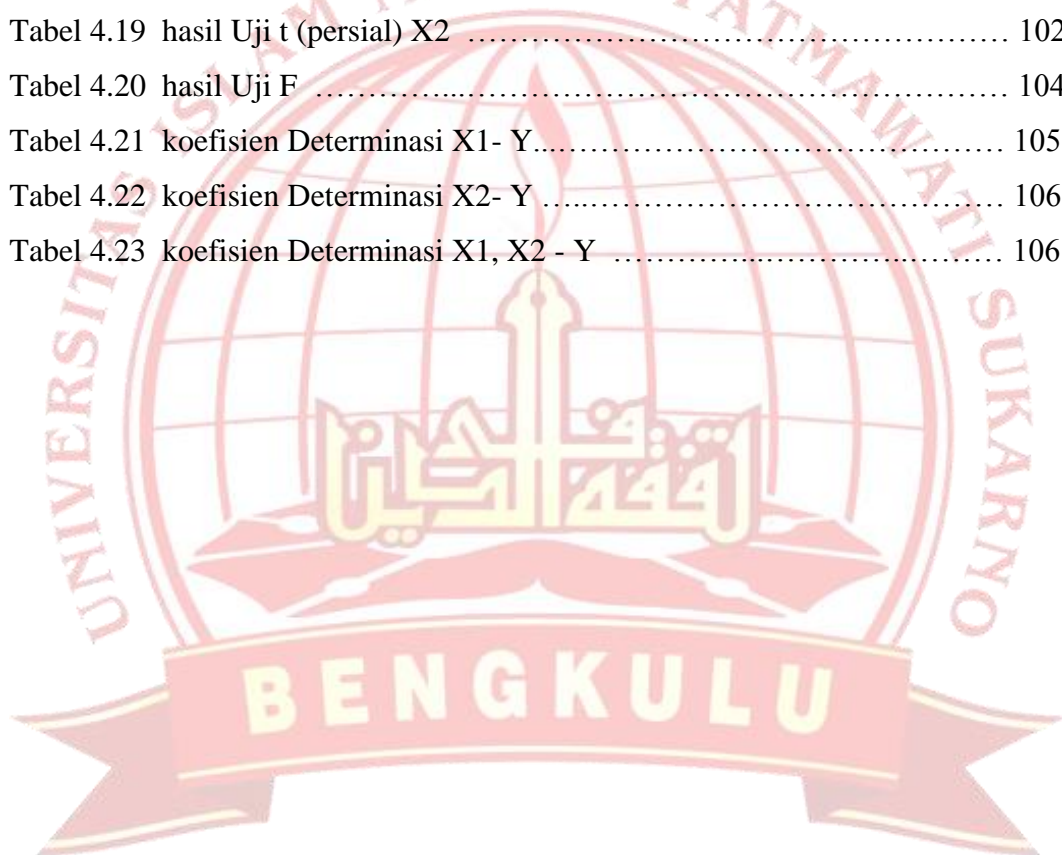 Tabel 4.19 hasil Uji t (persial) X2 ……………………………………………… 102
Tabel 4.20 hasil Uji F …………...………………………………………………… 104
Tabel 4.21 koefisien Determinasi X1- Y...……………………………………… 105
Tabel 4.22 koefisien Determinasi X2- Y …...…………………………………… 106
Tabel 4.23 koefisien Determinasi X1, X2 - Y ……………………….……… 106
UNIVERSITAS ISLAM
FATMAWATI SUKARNO
BENGKULU